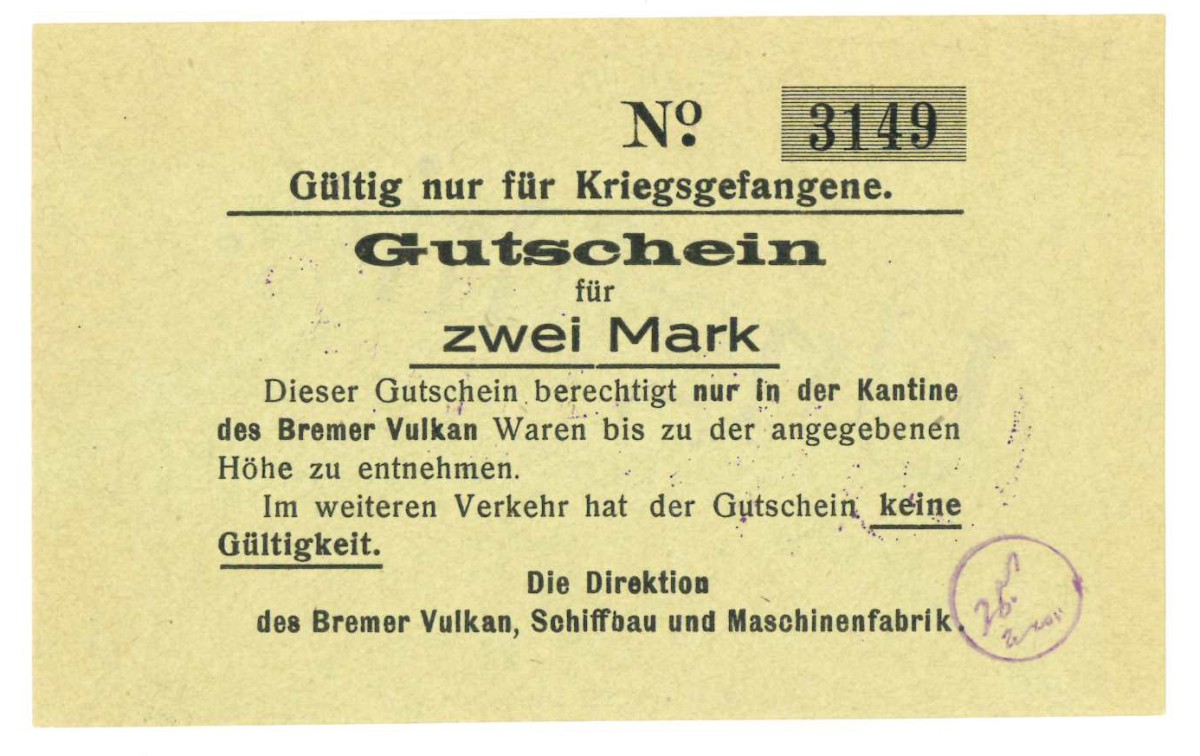 Nº 3149
Gültig nur für Kriegsgefangene.
Gutschein
für
zwei Mark
Dieser Gutschein berechtigt nur in der Kantine
des Bremer Vulkan Waren bis zu der angegebenen
Höhe zu entnehmen.
Im weiteren Verkehr hat der Gutschein keine
Gültigkeit.
Die Direktion
des Bremer Vulkan, Schiffbau und Maschinenfabrik.